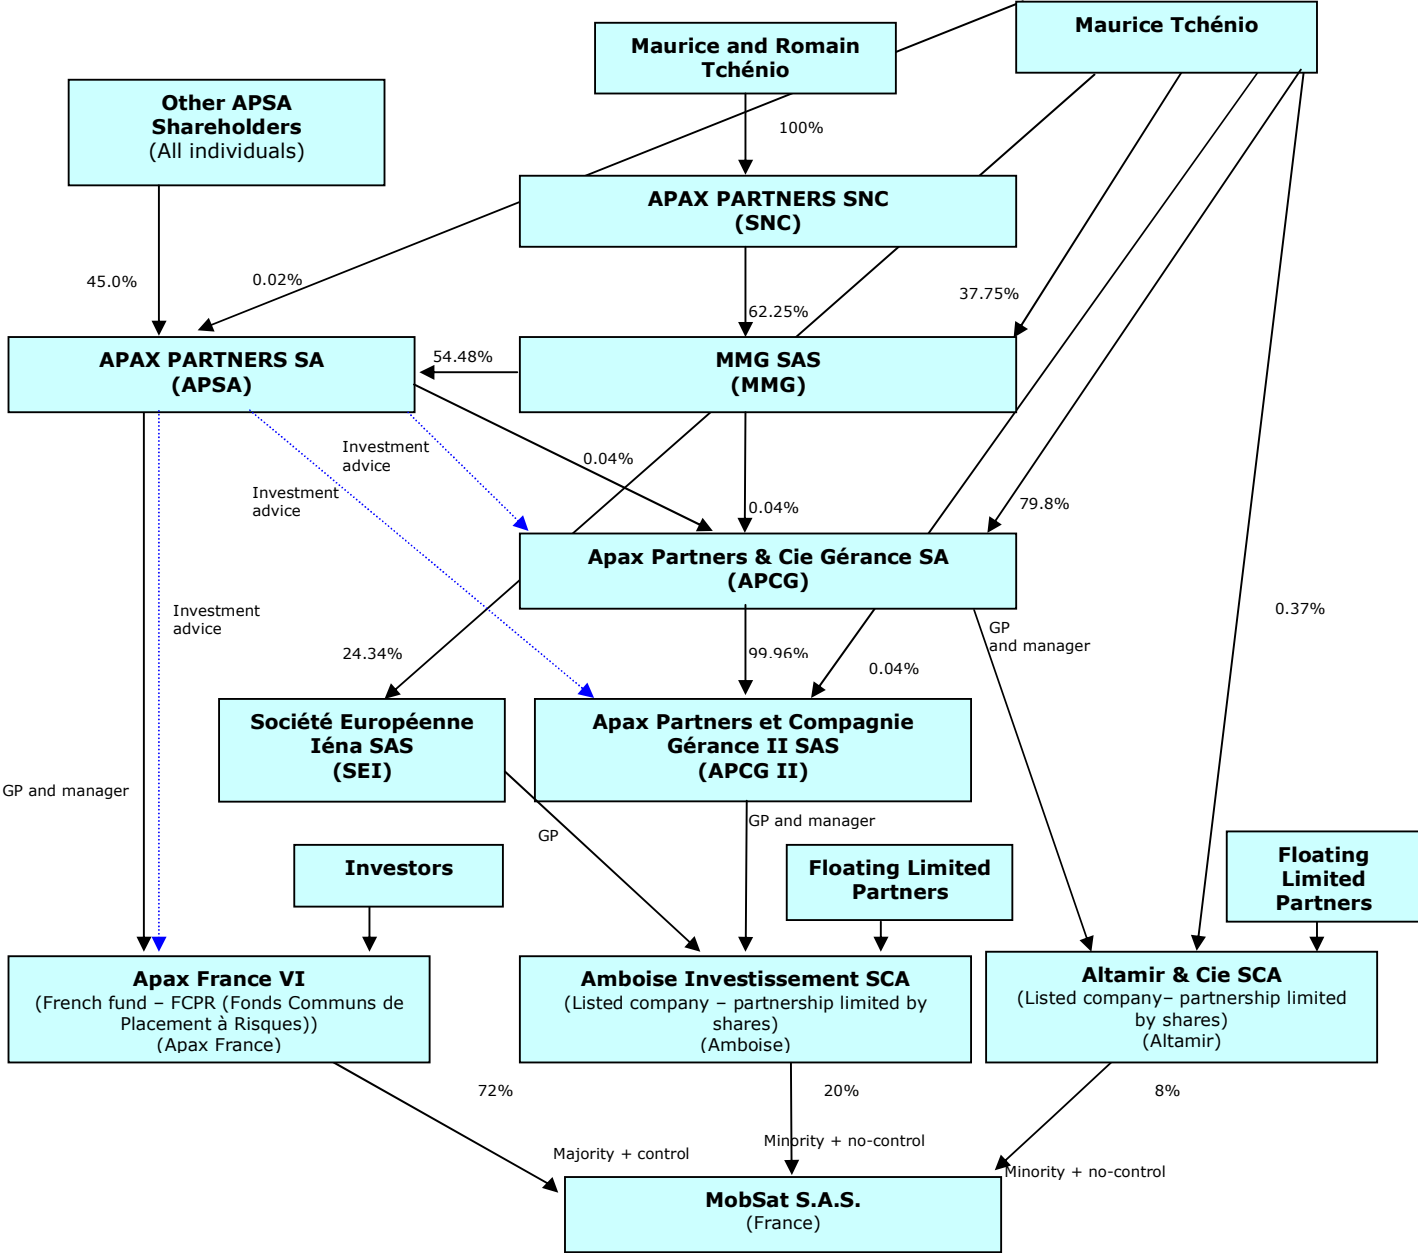 Maurice Tchénio
Maurice and Romain
Tchénio
Other APSA
Shareholders
(All individuals)
100%
APAX PARTNERS SNC
(SNC)
45.0%
0.02%
62.25%
37.75%
APAX PARTNERS SA
(APSA)
54.48%
MMG SAS
(MMG)
Investment
advice
0.04%
Investment
advice
0.04%
79.8%
Apax Partners & Cie Gérance SA
(APCG)
Investment
advice
0.37%
GP
and manager
24.34%
99.96%
0.04%
Société Européenne
Iéna SAS
(SEI)
Apax Partners et Compagnie
Gérance II SAS
(APCG II)
GP and manager
GP
GP and manager
Investors
Floating Limited
Partners
Floating
Limited
Partners
Apax France VI
(French fund – FCPR (Fonds Communs de
Placement à Risques))
(Apax France)
Amboise Investissement SCA
(Listed company – partnership limited by
shares)
(Amboise)
Altamir & Cie SCA
(Listed company– partnership limited
by shares)
(Altamir)
72%
20%
8%
Majority + control
Minority + no-control
Minority + no-control
MobSat S.A.S.
(France)